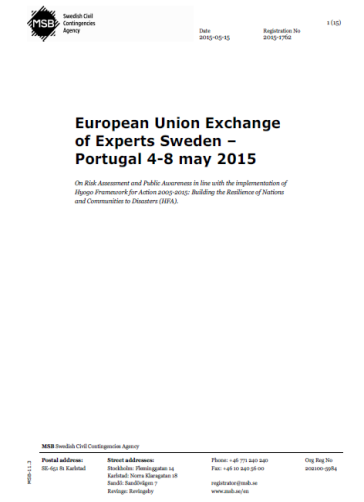 MSB
Swedish Civil
Contingencies
Agency
1 (15)
Date
Registration No
2015-05-15
2015-1762
European Union Exchange
of Experts Sweden –
Portugal 4-8 may 2015
On Risk Assessment and Public Awareness in line with the implementation of
Hyogo Framework for Action 2005-2015: Building the Resilience of Nations
and Communities to Disasters (HFA).
MSB Swedish Civil Contingencies Agency
Postal address:
SE-651 81 Karlstad
Street addresses:
Stockholm: Fleminggatan 14
Karlstad: Norra Klaragatan 18
Sandö: Sandövägen 7
Revinge: Revingeby
Phone: +46 771 240 240
Fax: +46 10 240 56 00
registrator@msb.se
www.msb.se/en
Org Reg No
202100-5984
MSB-11.3